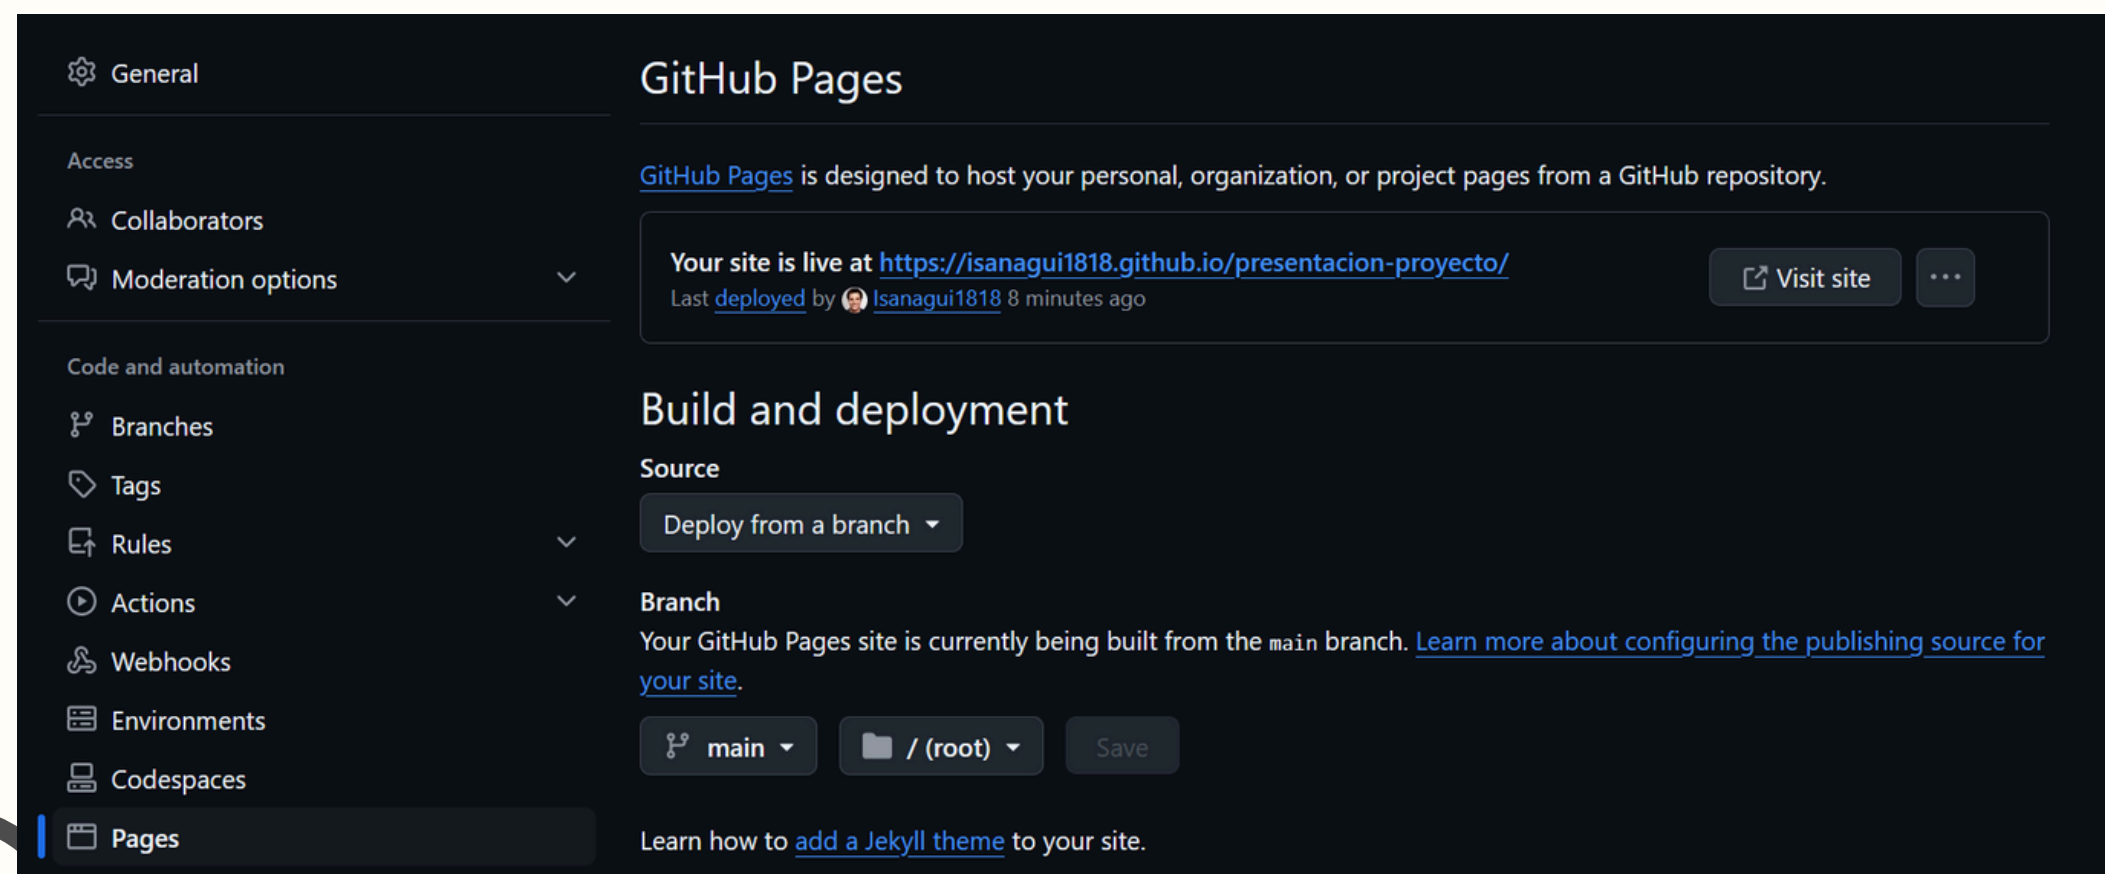 General
Access
Collaborators
Moderation options
Code and automation
Branches
Tags
Rules
Actions
Webhooks
Environments
Codespaces
Pages
GitHub Pages
GitHub Pages is designed to host your personal, organization, or project pages from a GitHub repository.
Your site is live at https://isanagui1818.github.io/presentacion-proyecto/
Last deployed by Isanagui1818 8 minutes ago
Visit site
Build and deployment
Source
Deploy from a branch
Branch
Your GitHub Pages site is currently being built from the main branch. Learn more about configuring the publishing source for
your site.
main
/ (root)
Save
Learn how to add a Jekyll theme to your site.